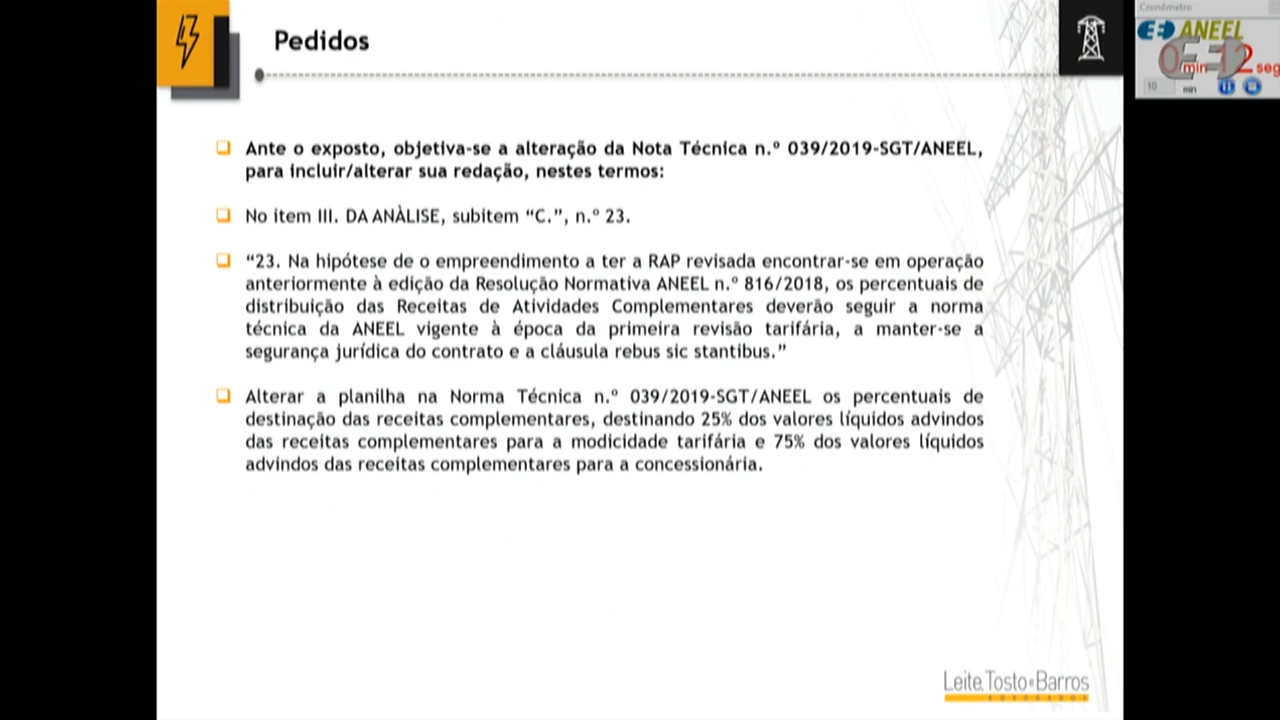 Pedidos
Cronômetro
ANEEL
min
seg
10
min
Ante o exposto, objetiva-se a alteração da Nota Técnica n.º 039/2019-SGT/ANEEL,
para incluir/alterar sua redação, nestes termos:
No item III. DA ANÀLISE, subitem “C.”, n.º 23.
“23. Na hipótese de o empreendimento a ter a RAP revisada encontrar-se em operação
anteriormente à edição da Resolução Normativa ANEEL n.º 816/2018, os percentuais de
distribuição das Receitas de Atividades Complementares deverão seguir a norma
técnica da ANEEL vigente à época da primeira revisão tarifária, a manter-se a
segurança jurídica do contrato e a cláusula rebus sic stantibus.”
Alterar a planilha na Norma Técnica n.º 039/2019-SGT/ANEEL os percentuais de
destinação das receitas complementares, destinando 25% dos valores líquidos advindos
das receitas complementares para a modicidade tarifária e 75% dos valores líquidos
advindos das receitas complementares para a concessionária.
Leite, Tosto e Barros
ADVOGADOS